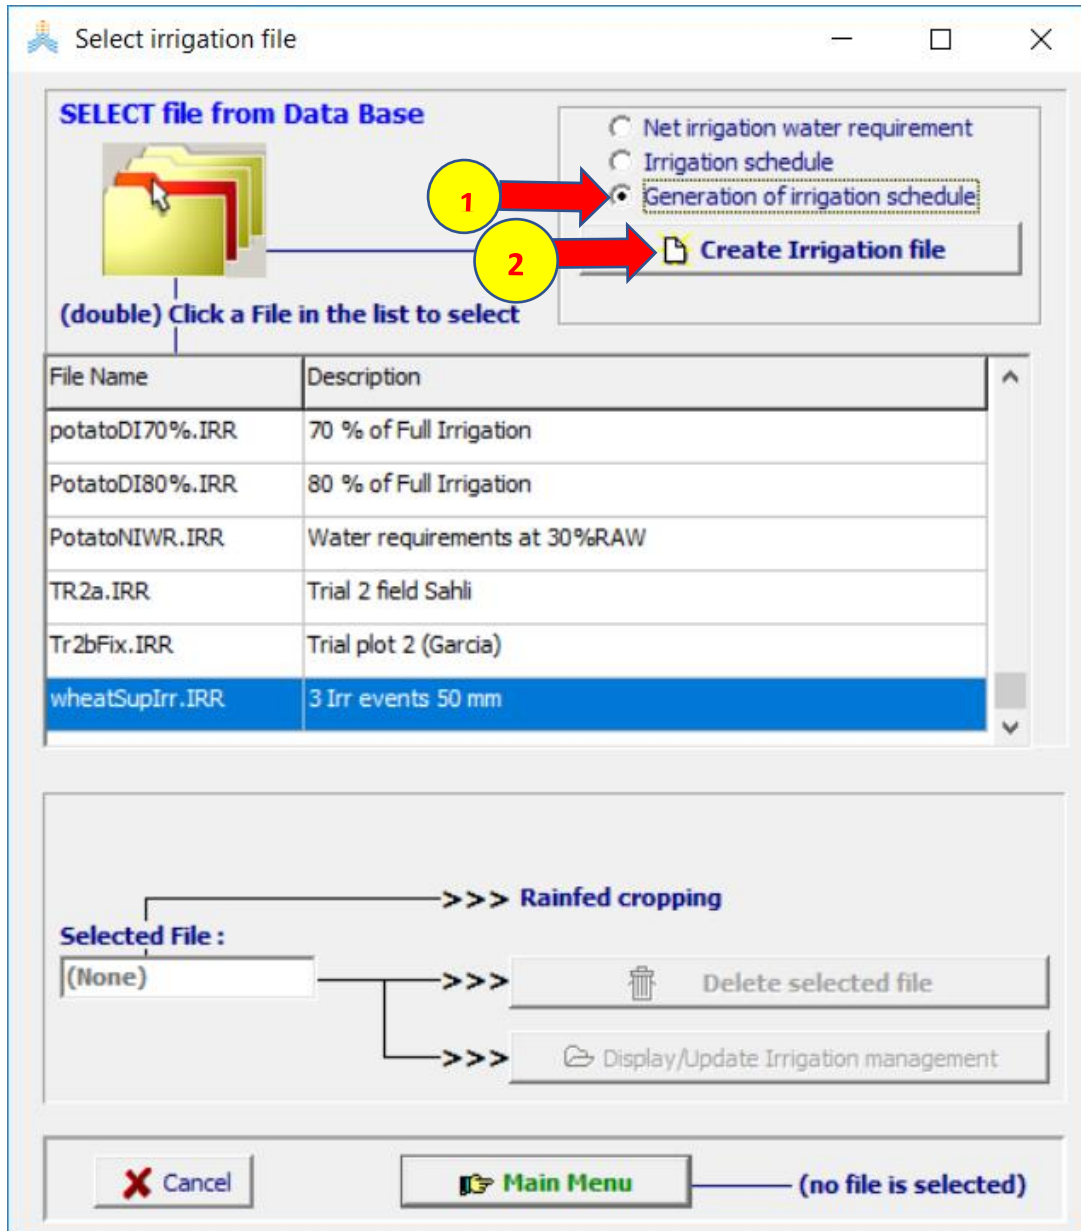 Select irrigation file
SELECT file from Data Base
Net irrigation water requirement
Irrigation schedule
1
Generation of irrigation schedule
2
Create Irrigation file
(double) Click a File in the list to select
File Name Description
potatoDI70%.IRR 70 % of Full Irrigation
PotatoDI80%.IRR 80 % of Full Irrigation
PotatoNIWR.IRR Water requirements at 30%RAW
TR2a.IRR Trial 2 field Sahli
Tr2bFix.IRR Trial plot 2 (Garcia)
wheatSupIrr.IRR 3 Irr events 50 mm
>>> Rainfed cropping
Selected File :
(None) >>> Delete selected file
>>> Display/Update Irrigation management
Cancel Main Menu (no file is selected)